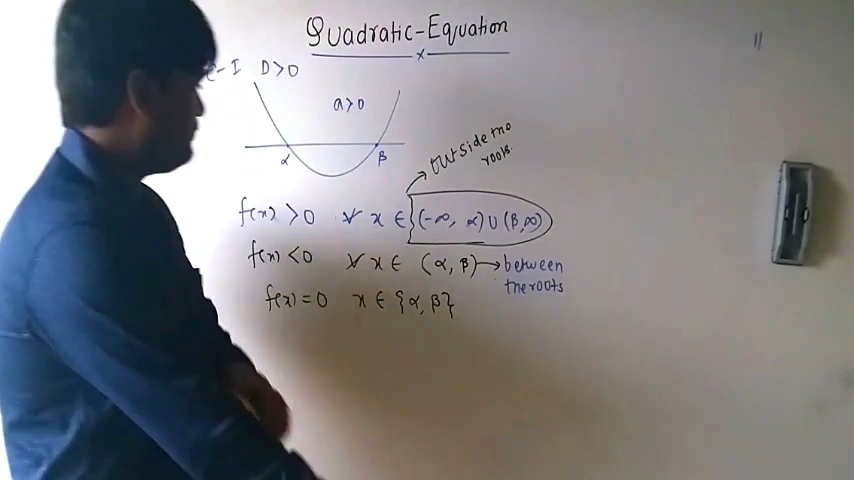 Quadratic-Equation
D>0
a>0
α β
outside the roots.
f(x) >0 ∀ x ∈ (-∞, α) ∪ (β,∞)
f(x) <0 ∀ x ∈ (α, β) → between the roots
f(x) = 0 x ∈ {α, β}